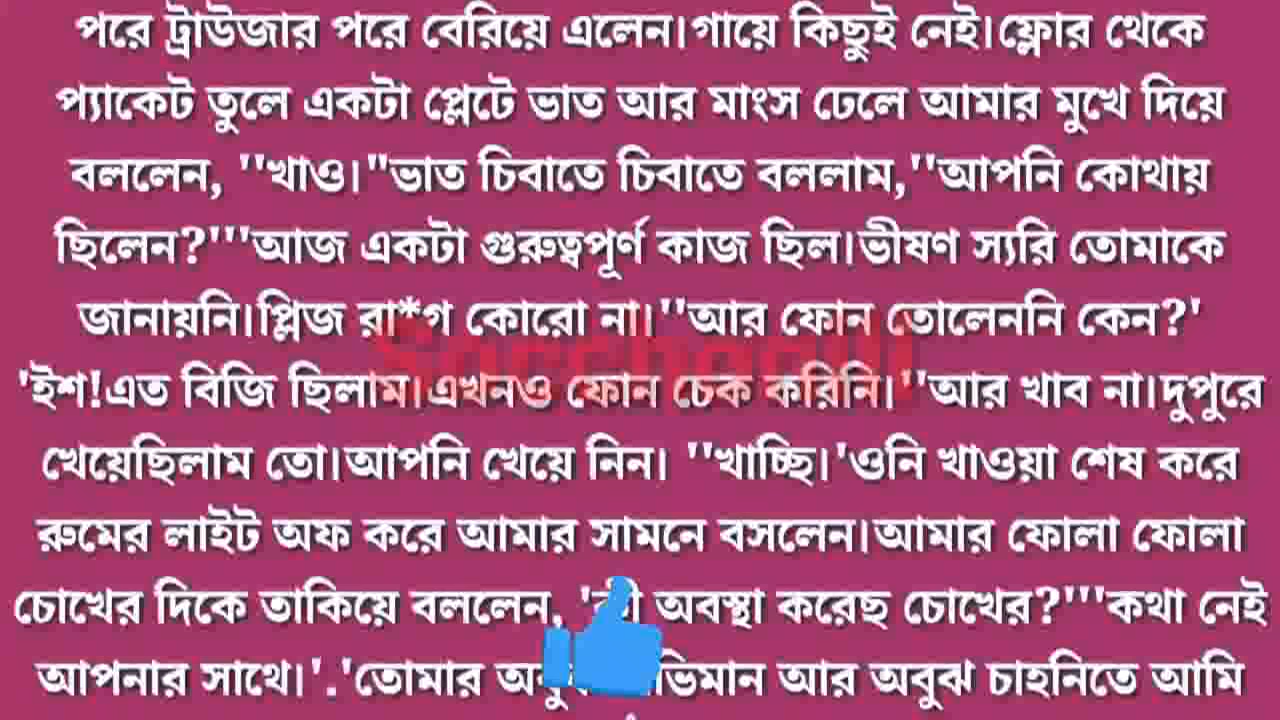 পরে ট্রাউজার পরে বেরিয়ে এলেন।গায়ে কিছুই নেই।ফ্লোর থেকে
প্যাকেট তুলে একটা প্লেটে ভাত আর মাংস ঢেলে আমার মুখে দিয়ে
বললেন, ''খাও।"ভাত চিবাতে চিবাতে বললাম,''আপনি কোথায়
ছিলেন?'''আজ একটা গুরুত্বপূর্ণ কাজ ছিল।ভীষণ স্যরি তোমাকে
জানায়নি।প্লিজ রা*গ কোরো না।''আর ফোন তোলেননি কেন?'
'ইশ!এত বিজি ছিলাম।এখনও ফোন চেক করিনি।''আর খাব না।দুপুরে
খেয়েছিলাম তো।আপনি খেয়ে নিন। ''খাচ্ছি।'ওনি খাওয়া শেষ করে
রুমের লাইট অফ করে আমার সামনে বসলেন।আমার ফোলা ফোলা
চোখের দিকে তাকিয়ে বললেন, অবস্থা করেছ চোখের?'''কথা নেই
আপনার সাথে।'.'তোমার আর অবুঝ চাহনিতে আমি